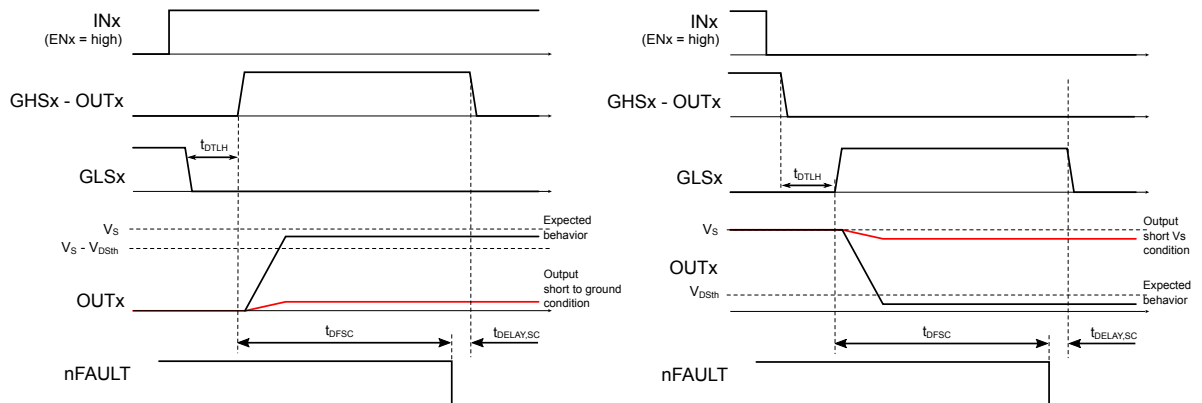 INx
(ENx = high)
GHSx - OUTx
tDTLH
GLSx
VS
Expected
behavior
VS - VDSth
Output
short to ground
condition
OUTx
tDFSC
tDELAY,SC
nFAULT
INx
(ENx = high)
GHSx - OUTx
tDTLH
GLSx
VS
Output
short Vs
condition
OUTx
VDSth
Expected
behavior
tDFSC
tDELAY,SC
nFAULT